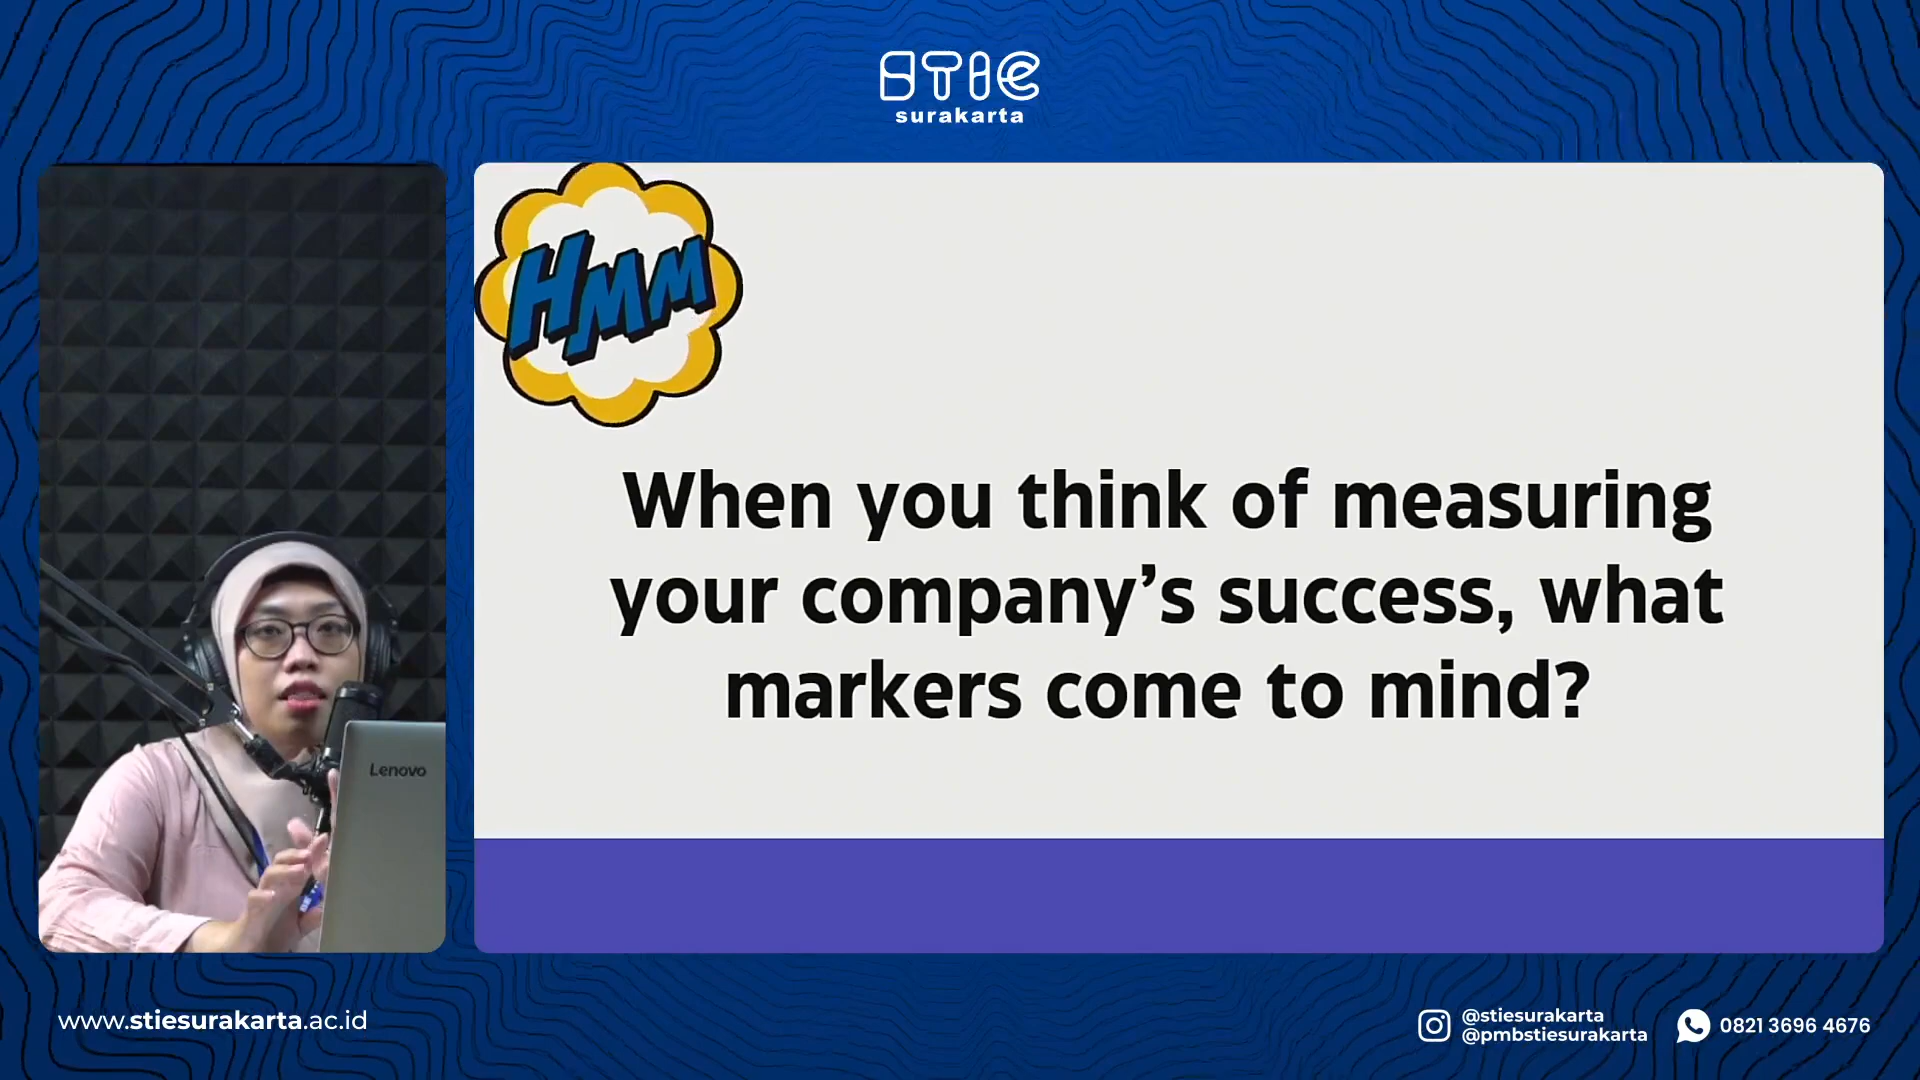 STIE
surakarta
HMM
When you think of measuring
your company’s success, what
markers come to mind?
Lenovo
www.stiesurakarta.ac.id
@stiesurakarta
@pmbstiesurakarta
0821 3696 4676